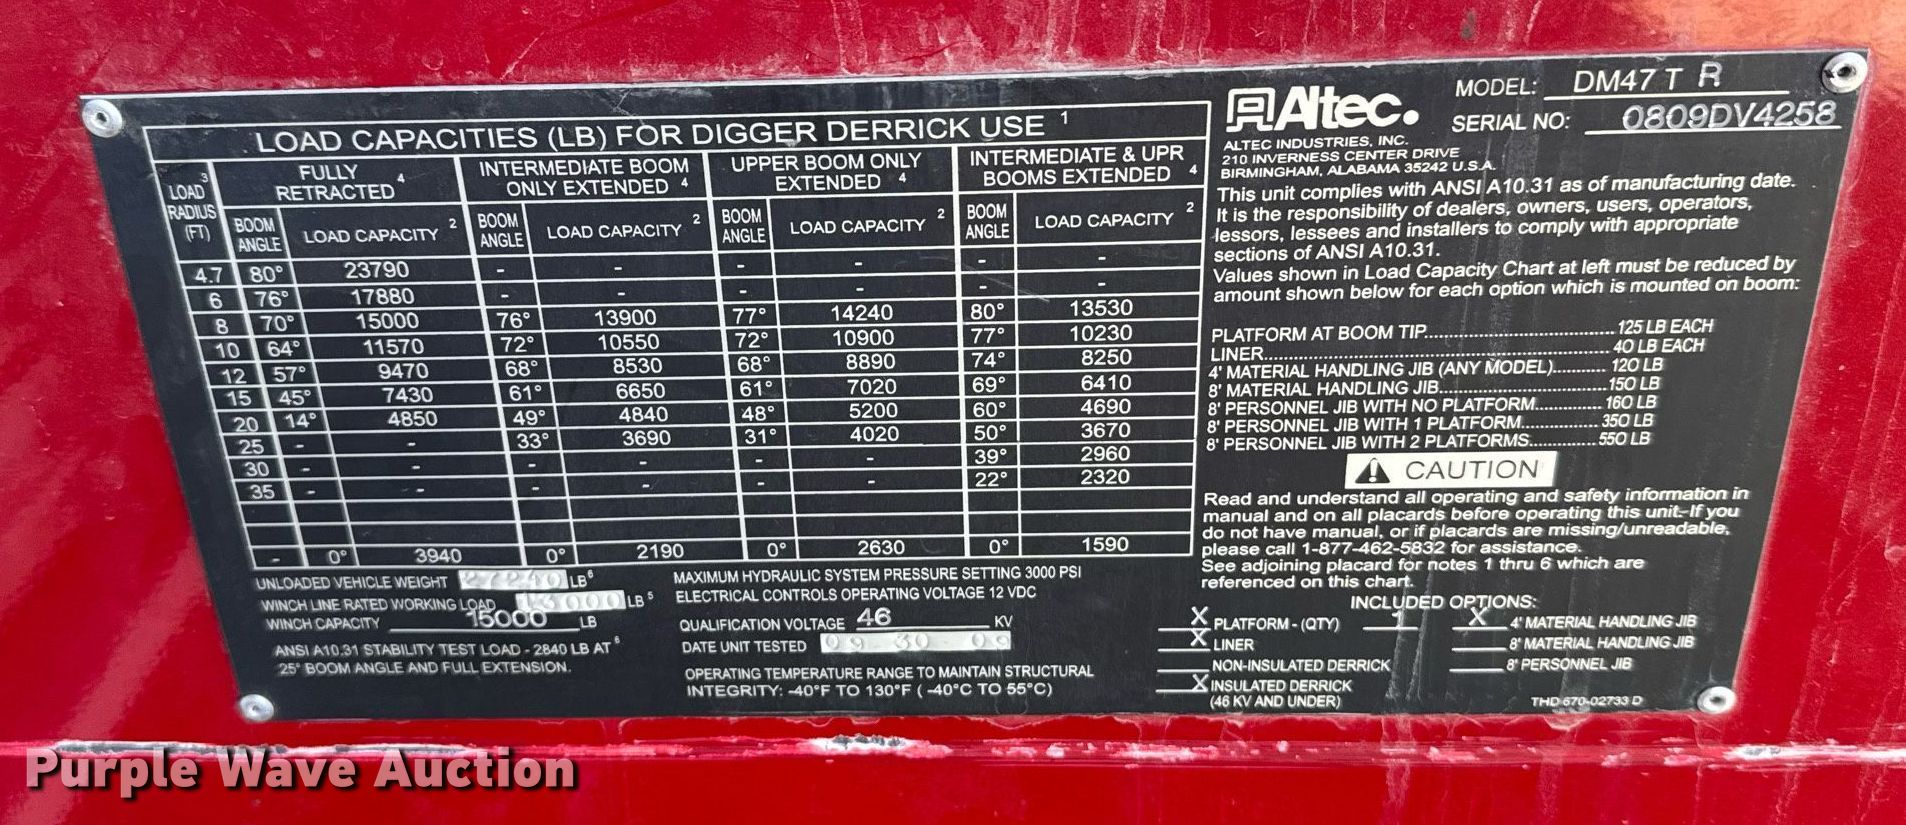 LOAD CAPACITIES (LB) FOR DIGGER DERRICK USE 1
LOAD 3 RADIUS (FT) | FULLY RETRACTED 4 | INTERMEDIATE BOOM ONLY EXTENDED 4 | UPPER BOOM ONLY EXTENDED 4 | INTERMEDIATE & UPR BOOMS EXTENDED 4
BOOM ANGLE | LOAD CAPACITY 2 | BOOM ANGLE | LOAD CAPACITY 2 | BOOM ANGLE | LOAD CAPACITY 2 | BOOM ANGLE | LOAD CAPACITY 2
4.7 80° 23790 - - - - - -
6 76° 17880 - - - - - -
8 70° 15000 76° 13900 77° 14240 80° 13530
10 64° 11570 72° 10550 72° 10900 77° 10230
12 57° 9470 68° 8530 68° 8890 74° 8250
15 45° 7430 61° 6650 61° 7020 69° 6410
20 14° 4850 49° 4840 48° 5200 60° 4690
25 - - 33° 3690 31° 4020 50° 3670
30 - - - - - - 39° 2960
35 - - - - - - 22° 2320
- 0° 3940 0° 2190 0° 2630 0° 1590
UNLOADED VEHICLE WEIGHT 27240 LB 6
WINCH LINE RATED WORKING LOAD 13000 LB 5
WINCH CAPACITY 15000 LB
ANSI A10.31 STABILITY TEST LOAD - 2840 LB AT 6
25° BOOM ANGLE AND FULL EXTENSION.
MAXIMUM HYDRAULIC SYSTEM PRESSURE SETTING 3000 PSI
ELECTRICAL CONTROLS OPERATING VOLTAGE 12 VDC
QUALIFICATION VOLTAGE 46 KV
DATE UNIT TESTED 09 30 09
OPERATING TEMPERATURE RANGE TO MAINTAIN STRUCTURAL
INTEGRITY: -40°F TO 130°F ( -40°C TO 55°C)
Altec.
MODEL: DM47 T R
SERIAL NO: 0809DV4258
ALTEC INDUSTRIES, INC.
210 INVERNESS CENTER DRIVE
BIRMINGHAM, ALABAMA 35242 U.S.A.
This unit complies with ANSI A10.31 as of manufacturing date.
It is the responsibility of dealers, owners, users, operators,
lessors, lessees and installers to comply with appropriate
sections of ANSI A10.31.
Values shown in Load Capacity Chart at left must be reduced by
amount shown below for each option which is mounted on boom:
PLATFORM AT BOOM TIP 125 LB EACH
LINER 40 LB EACH
4' MATERIAL HANDLING JIB (ANY MODEL) 120 LB
8' MATERIAL HANDLING JIB 150 LB
8' PERSONNEL JIB WITH NO PLATFORM 160 LB
8' PERSONNEL JIB WITH 1 PLATFORM 350 LB
8' PERSONNEL JIB WITH 2 PLATFORMS 550 LB
CAUTION
Read and understand all operating and safety information in
manual and on all placards before operating this unit. If you
do not have manual, or if placards are missing/unreadable,
please call 1-877-462-5832 for assistance.
See adjoining placard for notes 1 thru 6 which are
referenced on this chart.
INCLUDED OPTIONS:
X PLATFORM - (QTY) 1 X 4' MATERIAL HANDLING JIB
X LINER 8' MATERIAL HANDLING JIB
NON-INSULATED DERRICK 8' PERSONNEL JIB
X INSULATED DERRICK
(46 KV AND UNDER)
THD 670-02733 D
Purple Wave Auction